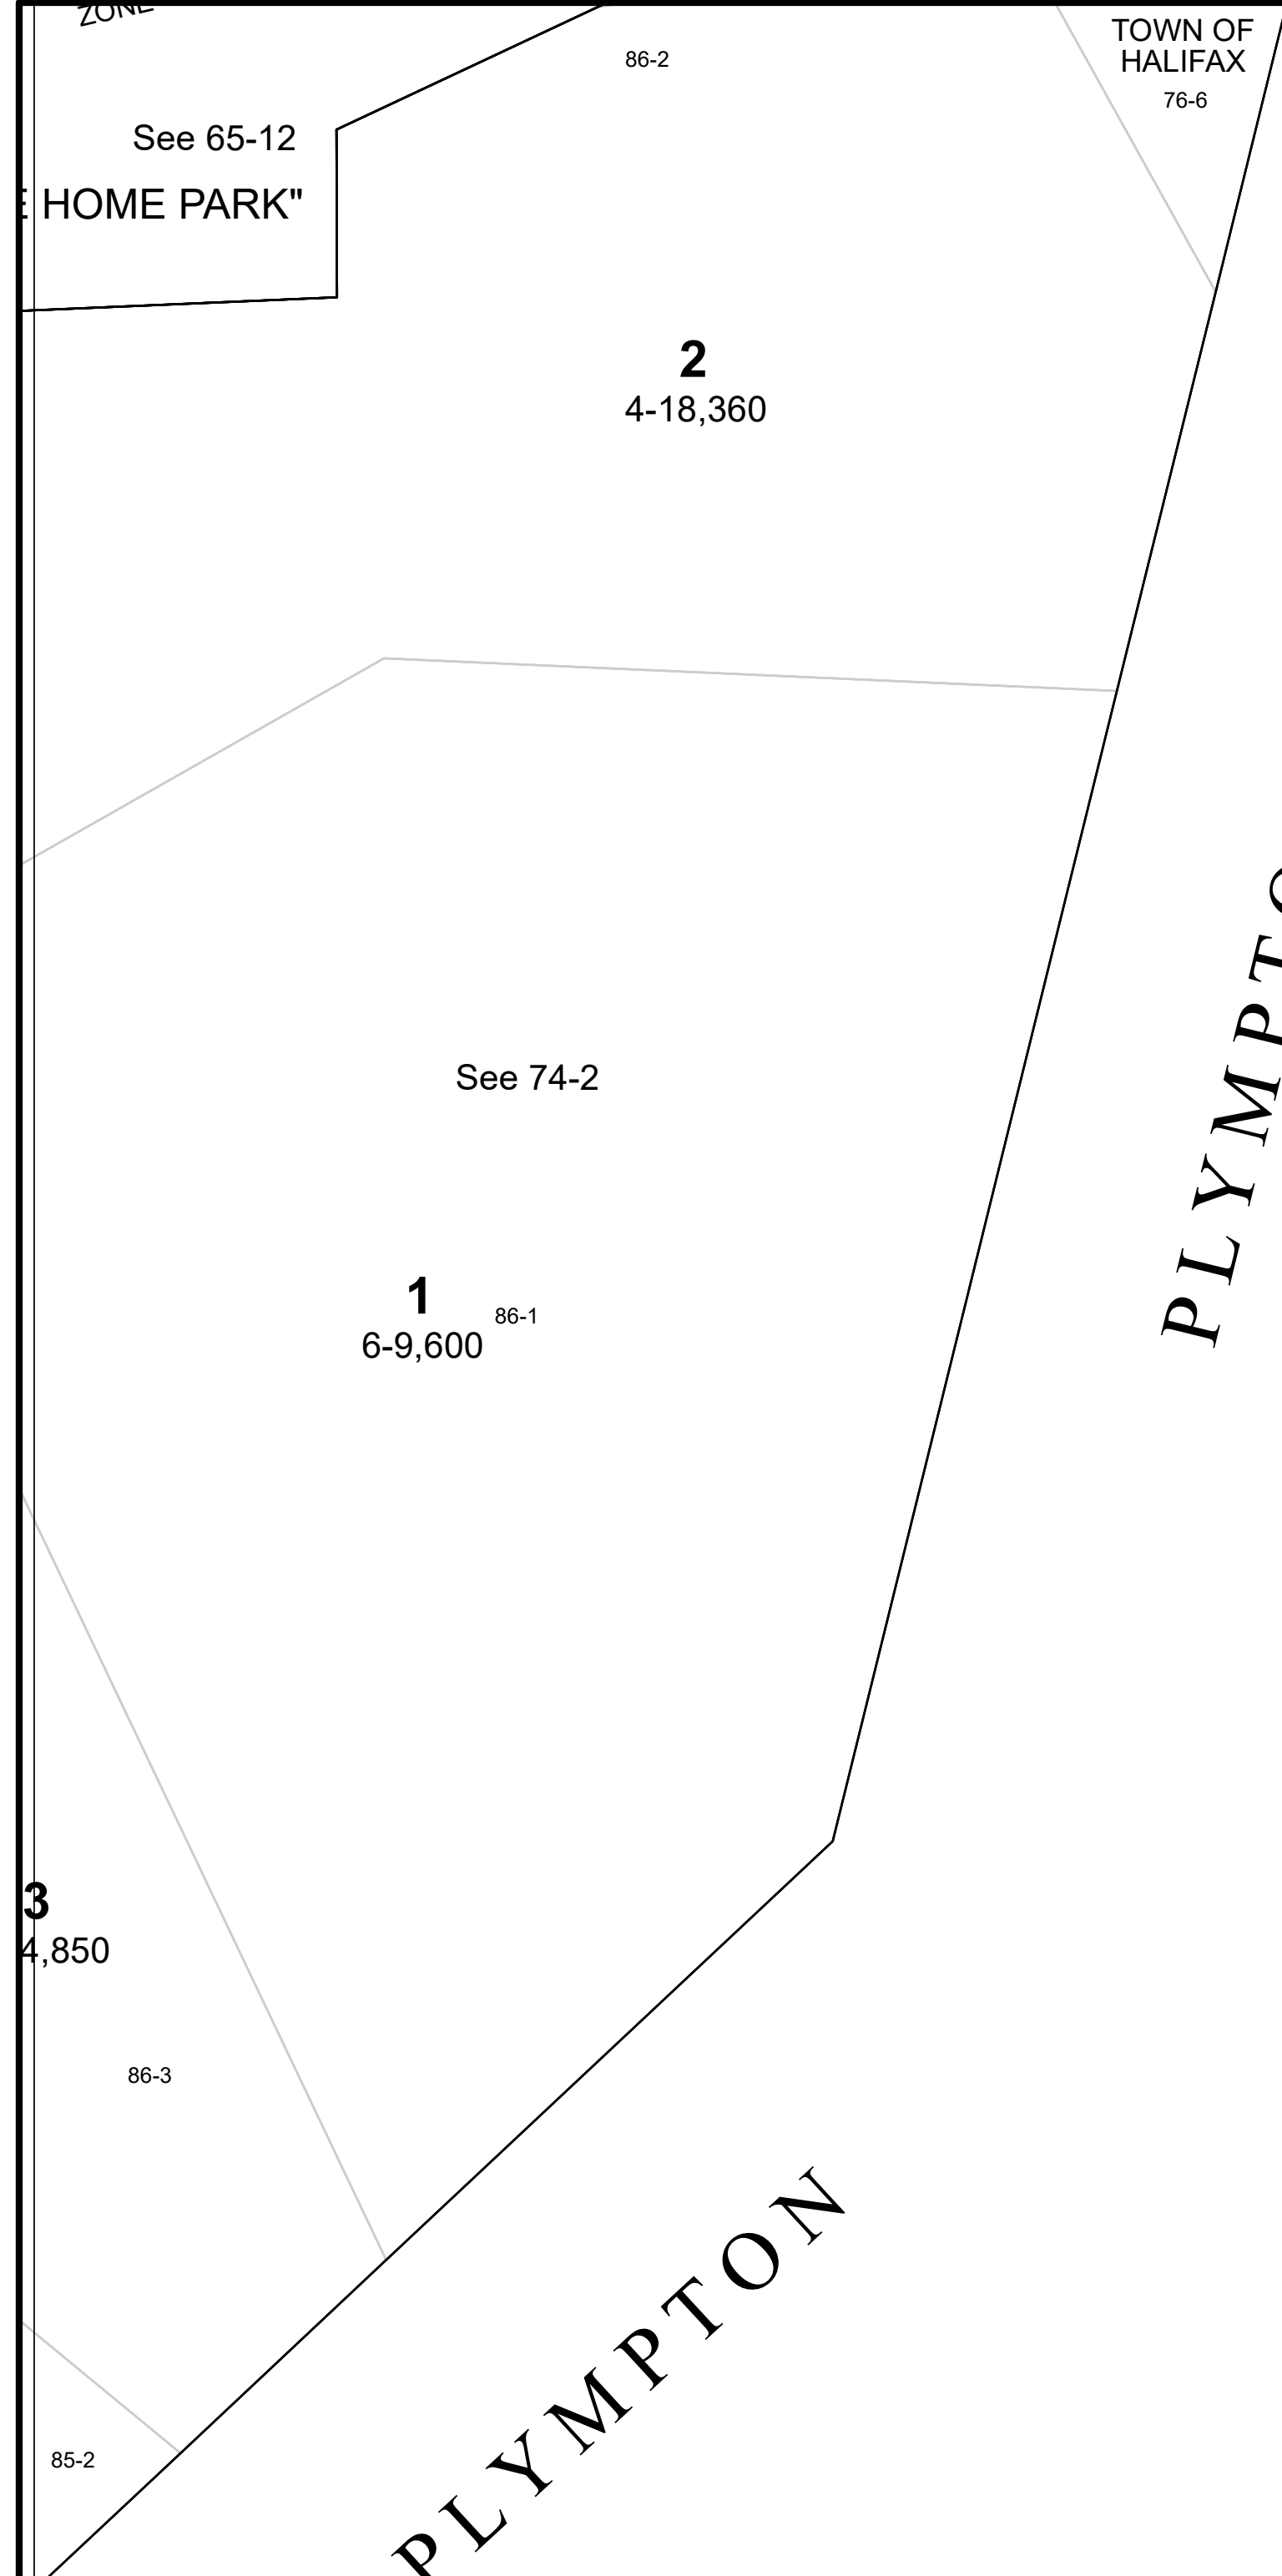 ZONE
TOWN OF
HALIFAX
86-2
76-6
See 65-12
HOME PARK"
2
4-18,360
See 74-2
PLYMPTO
1
86-1
6-9,600
3
4,850
86-3
PLYMPTON
85-2